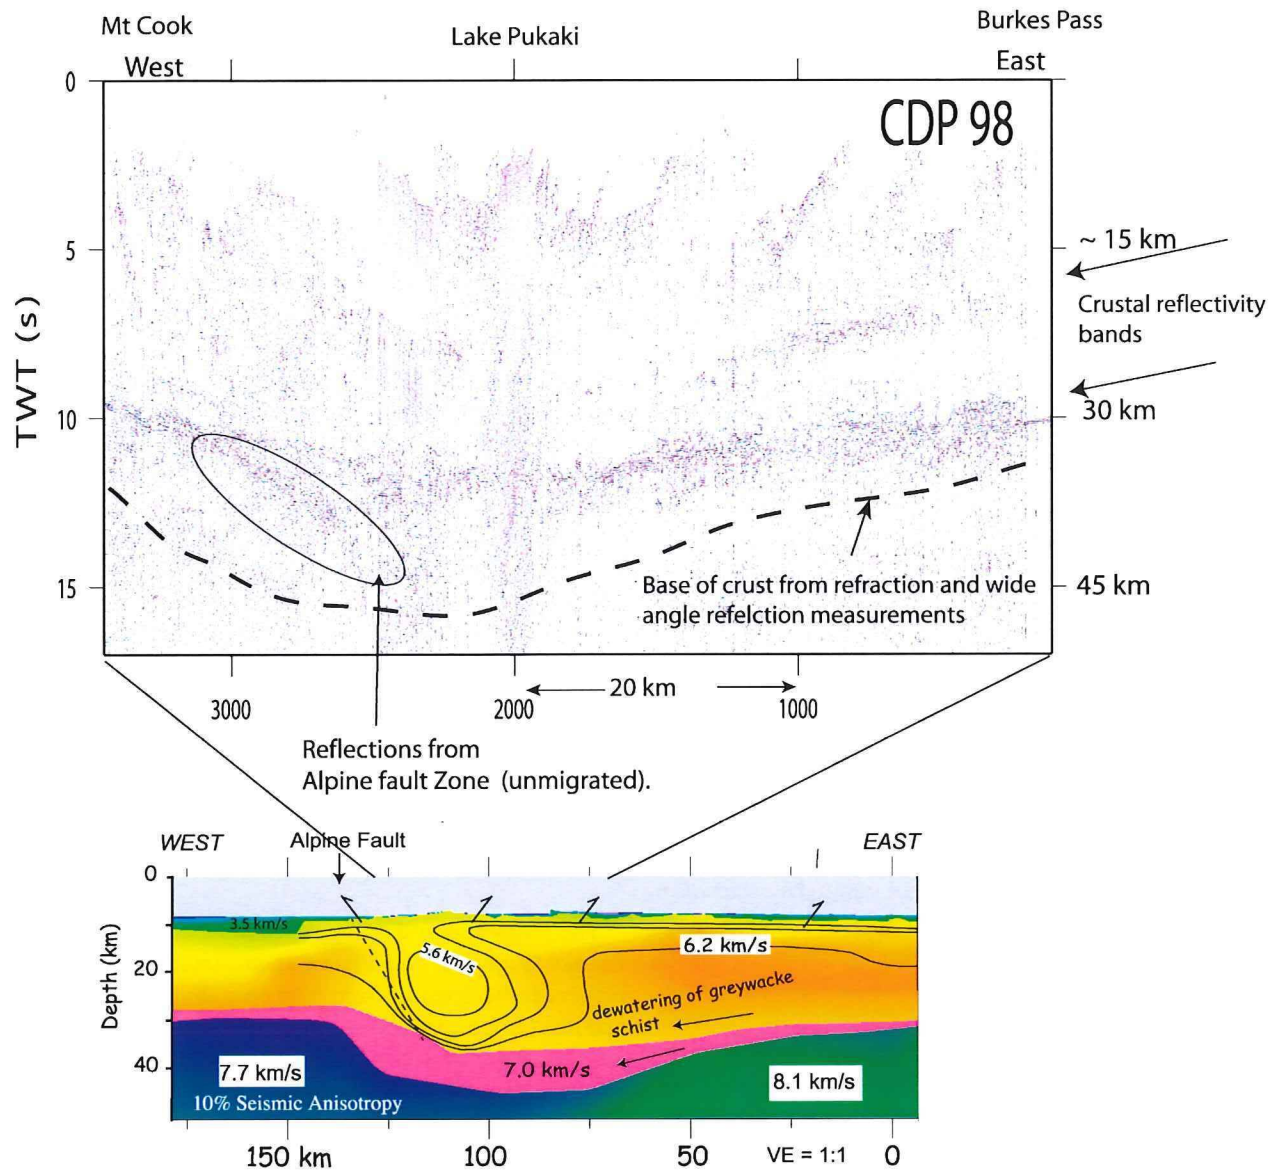 Mt Cook
Lake Pukaki
Burkes Pass
West
East
0
CDP 98
5
~ 15 km
Crustal reflectivity
bands
TWT (s)
10
30 km
Base of crust from refraction and wide
angle refelction measurements
15
45 km
20 km
3000
2000
1000
Reflections from
Alpine fault Zone (unmigrated).
WEST
Alpine Fault
EAST
0
3.5 km/s
5.6 km/s
6.2 km/s
Depth (km)
20
dewatering of greywacke
schist
40
7.7 km/s
7.0 km/s
8.1 km/s
10% Seismic Anisotropy
150 km
100
50
VE = 1:1
0